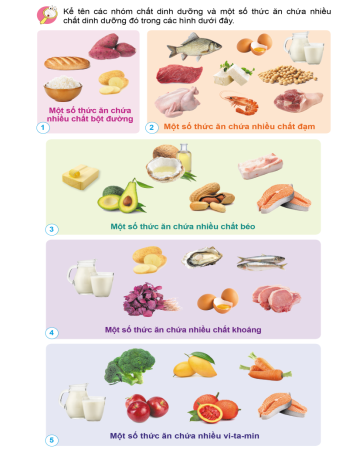 Kể tên các nhóm chất dinh dưỡng và một số thức ăn chứa nhiều
chất dinh dưỡng đó trong các hình dưới đây.
Một số thức ăn chứa
nhiều chất bột đường
1
2
Một số thức ăn chứa nhiều chất đạm
3
Một số thức ăn chứa nhiều chất béo
4
Một số thức ăn chứa nhiều chất khoáng
5
Một số thức ăn chứa nhiều vi-ta-min